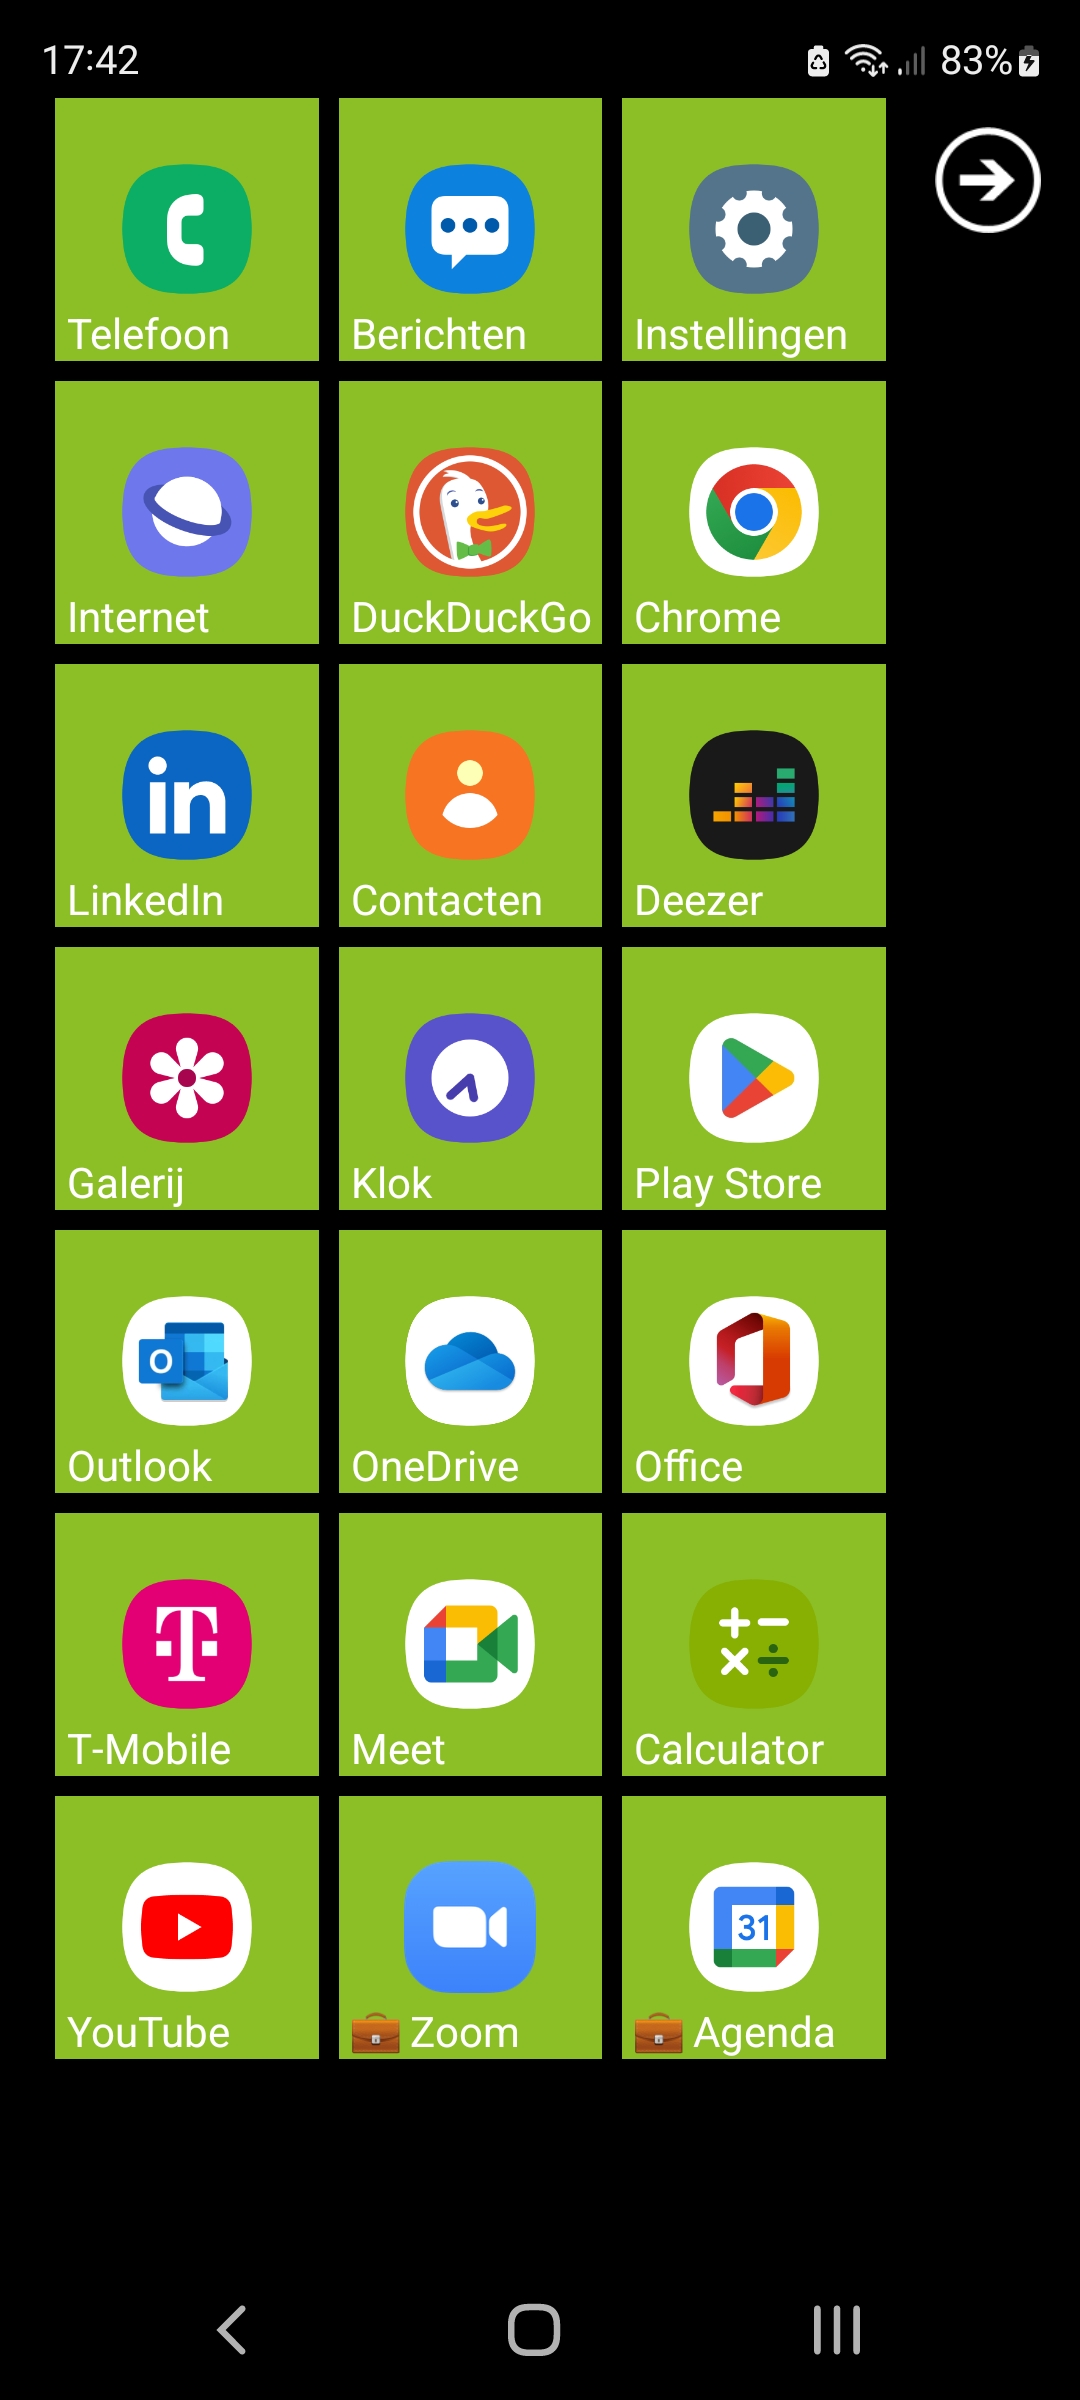 17:42 83%
Telefoon Berichten Instellingen
Internet DuckDuckGo Chrome
in
LinkedIn Contacten Deezer
Galerij Klok Play Store
O
Outlook OneDrive Office
T
T-Mobile Meet Calculator
31
YouTube 💼 Zoom 💼 Agenda